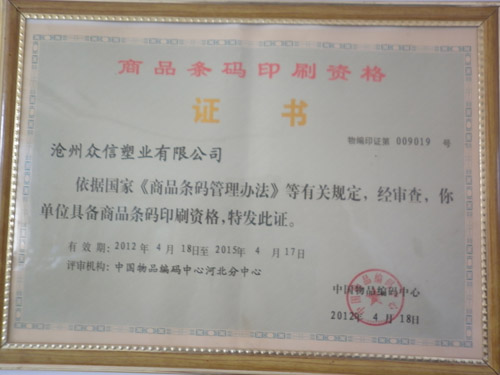 商品条码印刷资格
证书
物编印证第 009019 号
沧州众信塑业有限公司
依据国家《商品条码管理办法》等有关规定，经审查，你
单位具备商品条码印刷资格，特发此证。
有效期：2012年 4 月 18日至 2015年 4 月 17日
评审机构：中国物品编码中心河北分中心
中国物品编码中心
2012年 4 月 18日